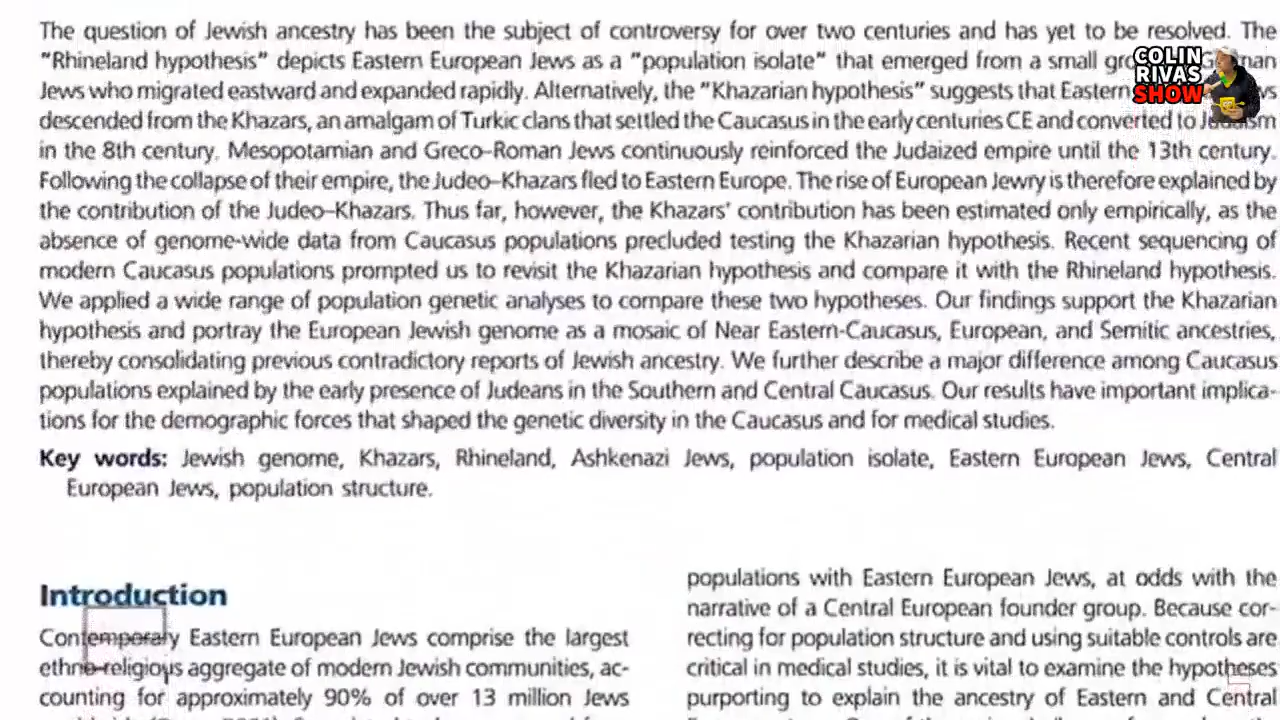 The question of Jewish ancestry has been the subject of controversy for over two centuries and has yet to be resolved. The
"Rhineland hypothesis" depicts Eastern European Jews as a "population isolate" that emerged from a small
Jews who migrated eastward and expanded rapidly. Alternatively, the "Khazarian hypothesis" suggests that Eastern
descended from the Khazars, an amalgam of Turkic clans that settled the Caucasus in the early centuries CE and converted to Judaism
in the 8th century. Mesopotamian and Greco–Roman Jews continuously reinforced the Judaized empire until the 13th century.
Following the collapse of their empire, the Judeo–Khazars fled to Eastern Europe. The rise of European Jewry is therefore explained by
the contribution of the Judeo–Khazars. Thus far, however, the Khazars' contribution has been estimated only empirically, as the
absence of genome-wide data from Caucasus populations precluded testing the Khazarian hypothesis. Recent sequencing of
modern Caucasus populations prompted us to revisit the Khazarian hypothesis and compare it with the Rhineland hypothesis.
We applied a wide range of population genetic analyses to compare these two hypotheses. Our findings support the Khazarian
hypothesis and portray the European Jewish genome as a mosaic of Near Eastern-Caucasus, European, and Semitic ancestries,
thereby consolidating previous contradictory reports of Jewish ancestry. We further describe a major difference among Caucasus
populations explained by the early presence of Judeans in the Southern and Central Caucasus. Our results have important implica-
tions for the demographic forces that shaped the genetic diversity in the Caucasus and for medical studies.
Key words: Jewish genome, Khazars, Rhineland, Ashkenazi Jews, population isolate, Eastern European Jews, Central
European Jews, population structure.
Introduction
Contemporary Eastern European Jews comprise the largest
ethno-religious aggregate of modern Jewish communities, ac-
counting for approximately 90% of over 13 million Jews
populations with Eastern European Jews, at odds with the
narrative of a Central European founder group. Because cor-
recting for population structure and using suitable controls are
critical in medical studies, it is vital to examine the hypotheses
purporting to explain the ancestry of Eastern and Central
COLIN
RIVAS
SHOW